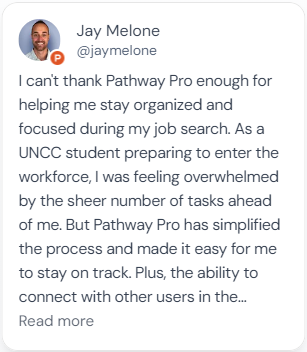 Jay Melone
@jaymelone
P
I can't thank Pathway Pro enough for
helping me stay organized and
focused during my job search. As a
UNCC student preparing to enter the
workforce, I was feeling overwhelmed
by the sheer number of tasks ahead
of me. But Pathway Pro has simplified
the process and made it easy for me
to stay on track. Plus, the ability to
connect with other users in the...
Read more